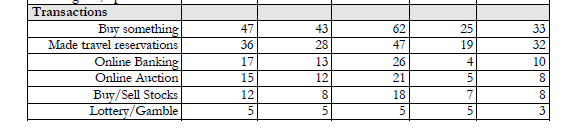 Transactions
Buy something 47 43 62 25 33
Made travel reservations 36 28 47 19 32
Online Banking 17 13 26 4 10
Online Auction 15 12 21 5 8
Buy/Sell Stocks 12 8 18 7 8
Lottery/Gamble 5 5 5 5 3